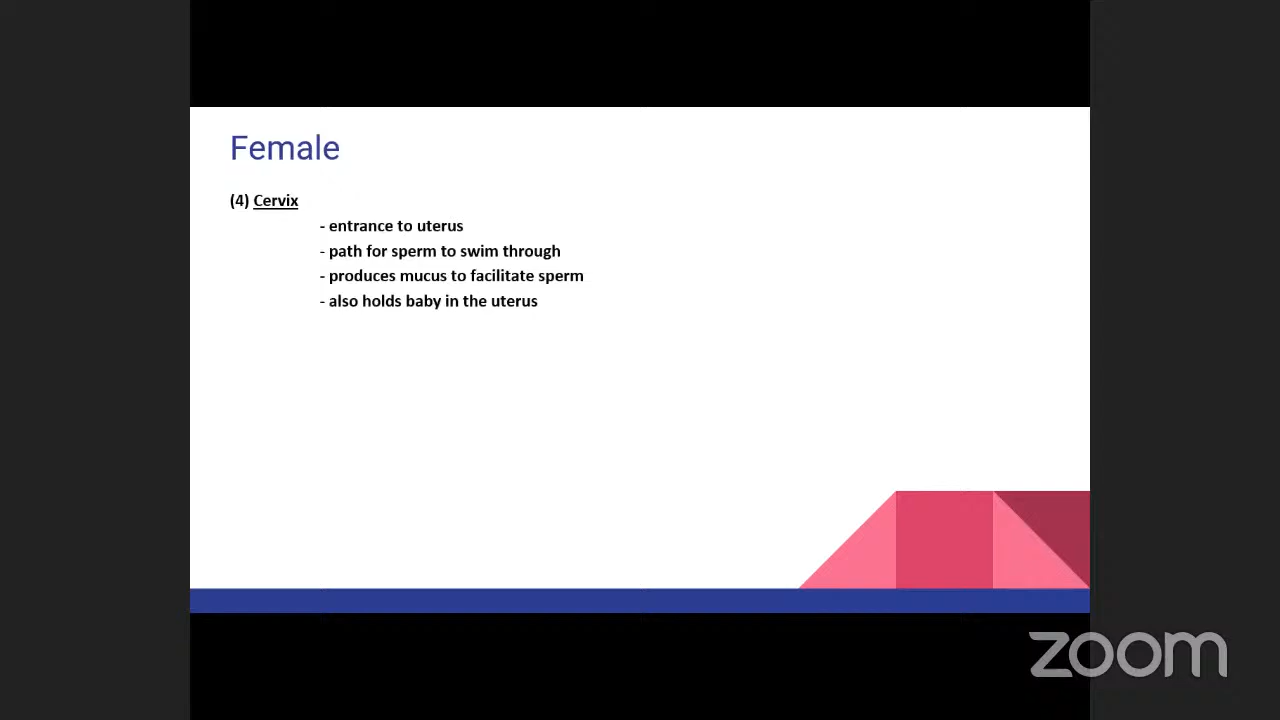 Female
(4) Cervix
- entrance to uterus
- path for sperm to swim through
- produces mucus to facilitate sperm
- also holds baby in the uterus
zoom